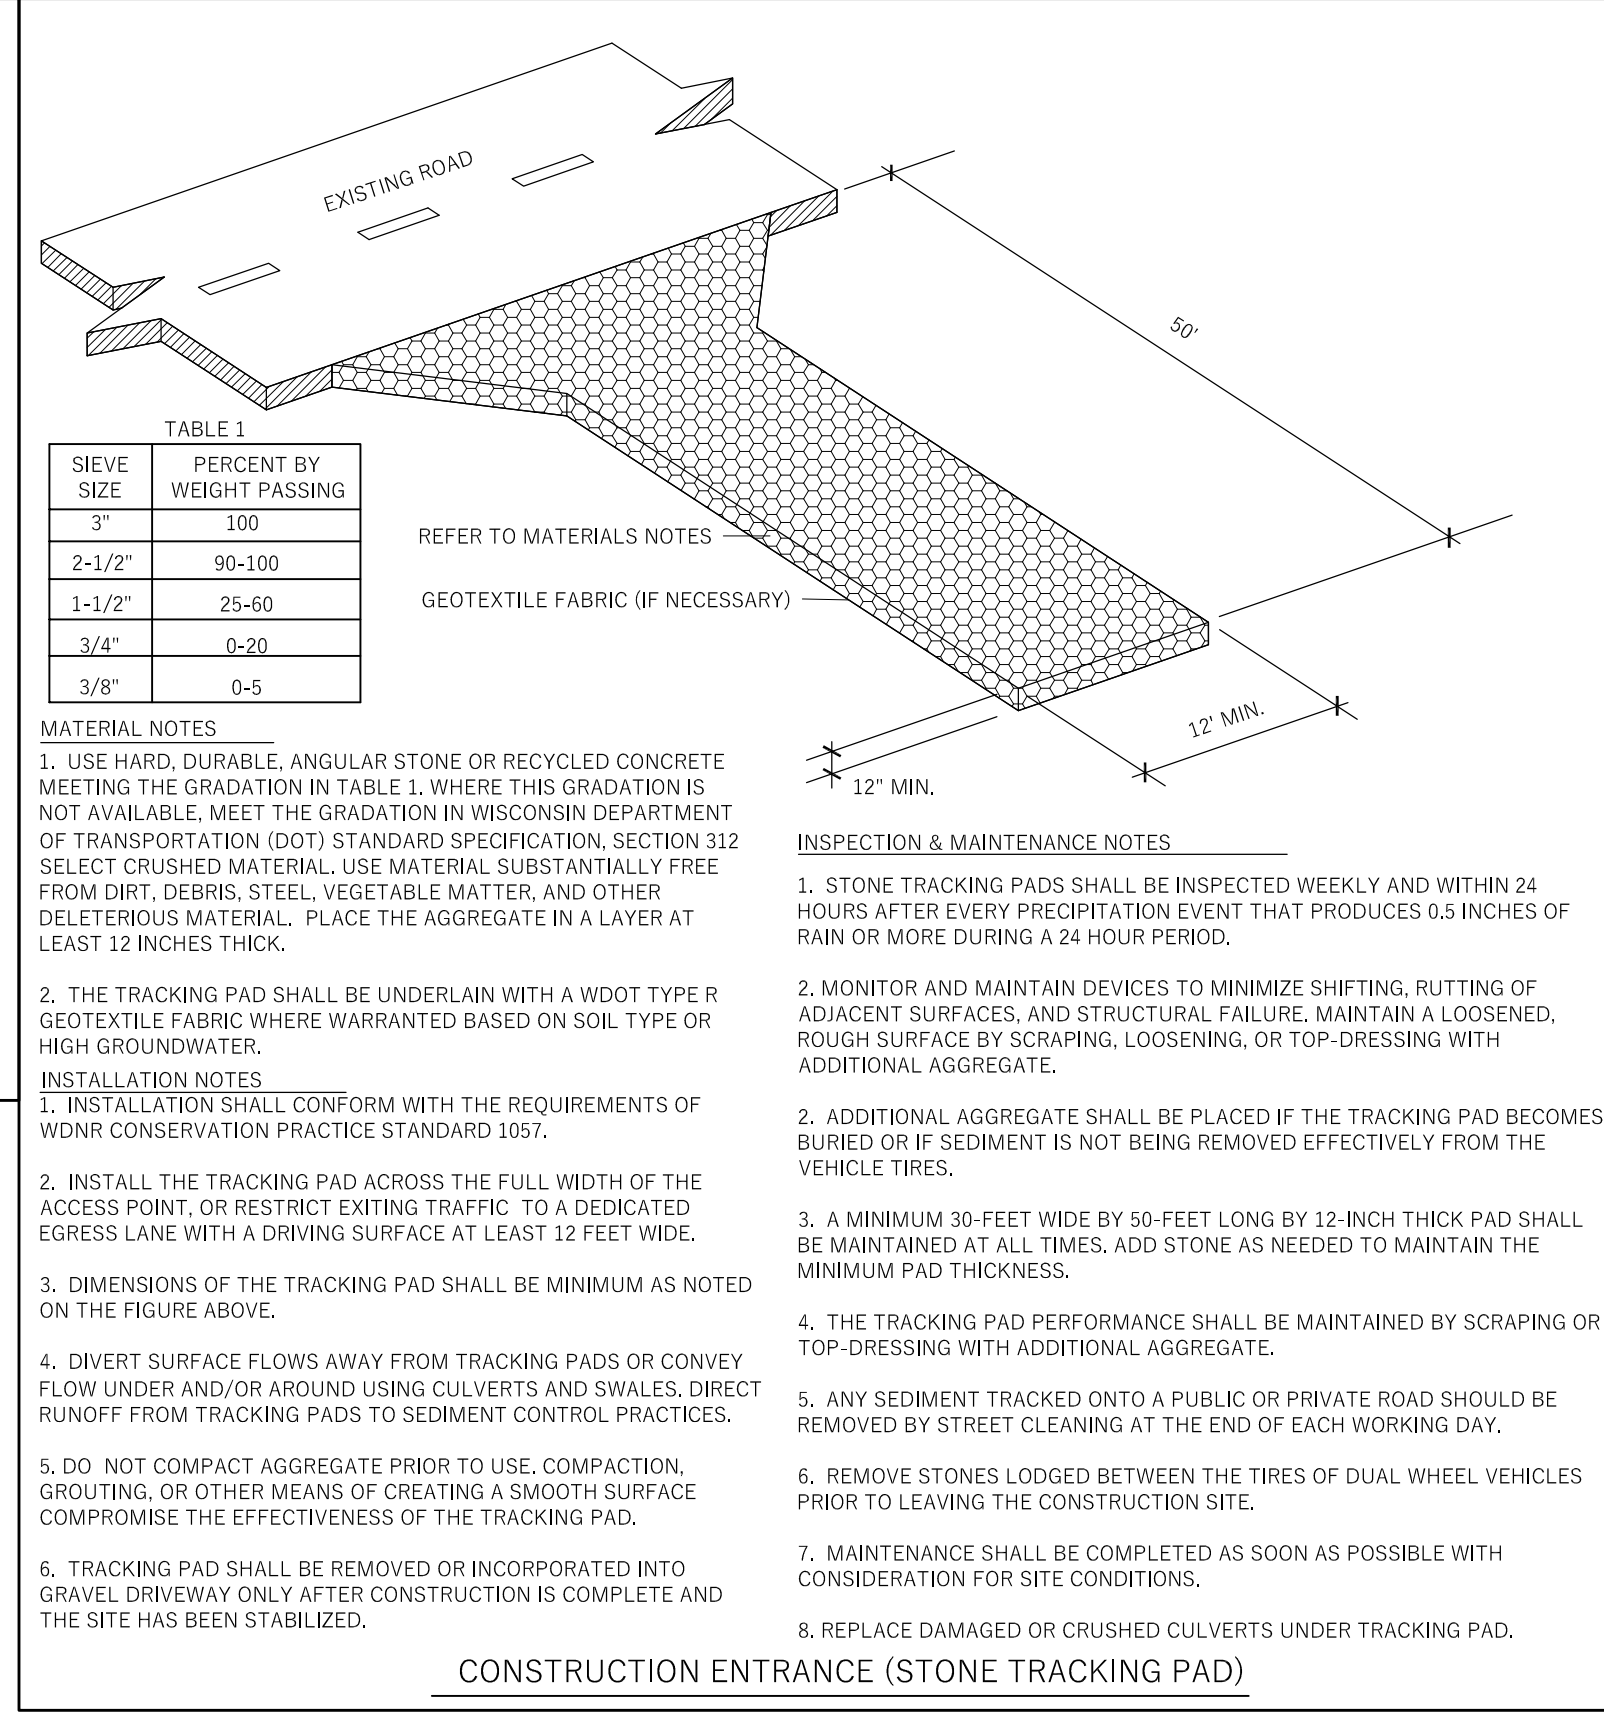 EXISTING ROAD
50'
TABLE 1
SIEVE SIZE PERCENT BY WEIGHT PASSING
3" 100
2-1/2" 90-100
1-1/2" 25-60
3/4" 0-20
3/8" 0-5
REFER TO MATERIALS NOTES
GEOTEXTILE FABRIC (IF NECESSARY)
12' MIN.
12" MIN.
MATERIAL NOTES
1. USE HARD, DURABLE, ANGULAR STONE OR RECYCLED CONCRETE
MEETING THE GRADATION IN TABLE 1. WHERE THIS GRADATION IS
NOT AVAILABLE, MEET THE GRADATION IN WISCONSIN DEPARTMENT
OF TRANSPORTATION (DOT) STANDARD SPECIFICATION, SECTION 312
SELECT CRUSHED MATERIAL. USE MATERIAL SUBSTANTIALLY FREE
FROM DIRT, DEBRIS, STEEL, VEGETABLE MATTER, AND OTHER
DELETERIOUS MATERIAL. PLACE THE AGGREGATE IN A LAYER AT
LEAST 12 INCHES THICK.
2. THE TRACKING PAD SHALL BE UNDERLAIN WITH A WDOT TYPE R
GEOTEXTILE FABRIC WHERE WARRANTED BASED ON SOIL TYPE OR
HIGH GROUNDWATER.
INSTALLATION NOTES
1. INSTALLATION SHALL CONFORM WITH THE REQUIREMENTS OF
WDNR CONSERVATION PRACTICE STANDARD 1057.
2. INSTALL THE TRACKING PAD ACROSS THE FULL WIDTH OF THE
ACCESS POINT, OR RESTRICT EXITING TRAFFIC TO A DEDICATED
EGRESS LANE WITH A DRIVING SURFACE AT LEAST 12 FEET WIDE.
3. DIMENSIONS OF THE TRACKING PAD SHALL BE MINIMUM AS NOTED
ON THE FIGURE ABOVE.
4. DIVERT SURFACE FLOWS AWAY FROM TRACKING PADS OR CONVEY
FLOW UNDER AND/OR AROUND USING CULVERTS AND SWALES. DIRECT
RUNOFF FROM TRACKING PADS TO SEDIMENT CONTROL PRACTICES.
5. DO NOT COMPACT AGGREGATE PRIOR TO USE. COMPACTION,
GROUTING, OR OTHER MEANS OF CREATING A SMOOTH SURFACE
COMPROMISE THE EFFECTIVENESS OF THE TRACKING PAD.
6. TRACKING PAD SHALL BE REMOVED OR INCORPORATED INTO
GRAVEL DRIVEWAY ONLY AFTER CONSTRUCTION IS COMPLETE AND
THE SITE HAS BEEN STABILIZED.
INSPECTION & MAINTENANCE NOTES
1. STONE TRACKING PADS SHALL BE INSPECTED WEEKLY AND WITHIN 24
HOURS AFTER EVERY PRECIPITATION EVENT THAT PRODUCES 0.5 INCHES OF
RAIN OR MORE DURING A 24 HOUR PERIOD.
2. MONITOR AND MAINTAIN DEVICES TO MINIMIZE SHIFTING, RUTTING OF
ADJACENT SURFACES, AND STRUCTURAL FAILURE. MAINTAIN A LOOSENED,
ROUGH SURFACE BY SCRAPING, LOOSENING, OR TOP-DRESSING WITH
ADDITIONAL AGGREGATE.
2. ADDITIONAL AGGREGATE SHALL BE PLACED IF THE TRACKING PAD BECOMES
BURIED OR IF SEDIMENT IS NOT BEING REMOVED EFFECTIVELY FROM THE
VEHICLE TIRES.
3. A MINIMUM 30-FEET WIDE BY 50-FEET LONG BY 12-INCH THICK PAD SHALL
BE MAINTAINED AT ALL TIMES. ADD STONE AS NEEDED TO MAINTAIN THE
MINIMUM PAD THICKNESS.
4. THE TRACKING PAD PERFORMANCE SHALL BE MAINTAINED BY SCRAPING OR
TOP-DRESSING WITH ADDITIONAL AGGREGATE.
5. ANY SEDIMENT TRACKED ONTO A PUBLIC OR PRIVATE ROAD SHOULD BE
REMOVED BY STREET CLEANING AT THE END OF EACH WORKING DAY.
6. REMOVE STONES LODGED BETWEEN THE TIRES OF DUAL WHEEL VEHICLES
PRIOR TO LEAVING THE CONSTRUCTION SITE.
7. MAINTENANCE SHALL BE COMPLETED AS SOON AS POSSIBLE WITH
CONSIDERATION FOR SITE CONDITIONS.
8. REPLACE DAMAGED OR CRUSHED CULVERTS UNDER TRACKING PAD.
CONSTRUCTION ENTRANCE (STONE TRACKING PAD)